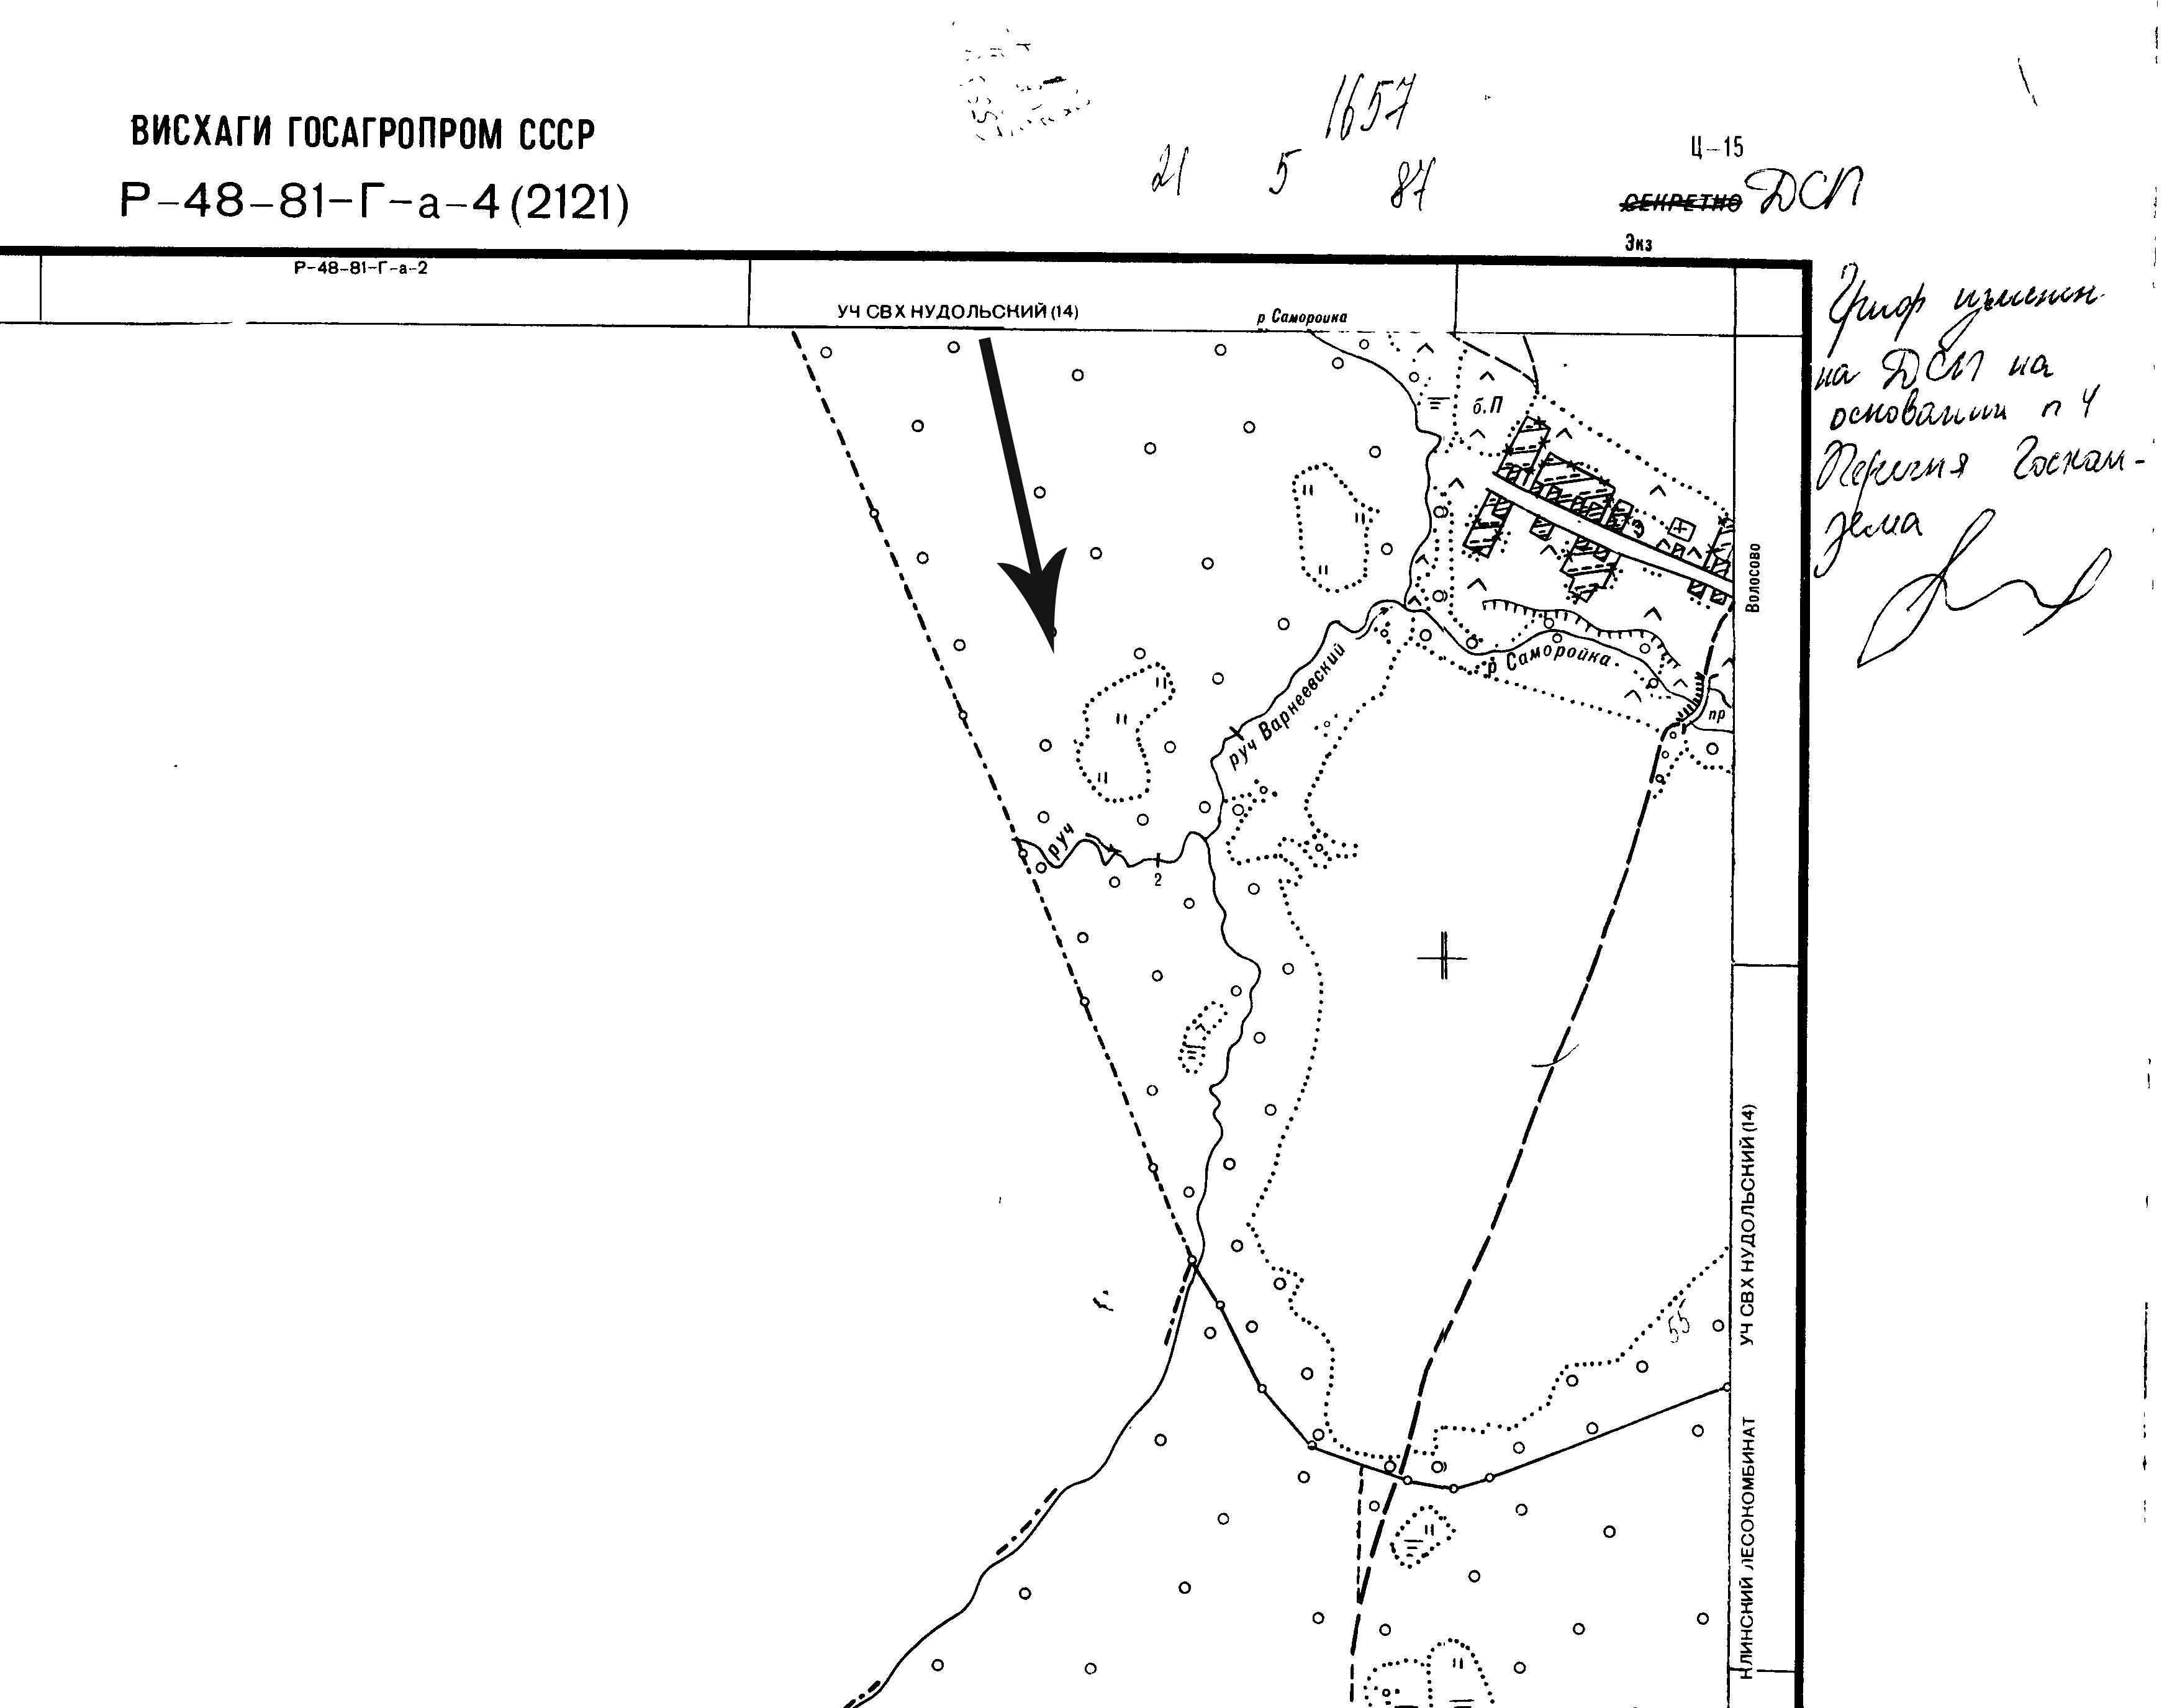 ВИСХАГИ ГОСАГРОПРОМ СССР
Р-48-81-Г-а-4 (2121)
1657
21 5 87
Ц-15
СЕКРЕТНО ДСП
Экз
Р-48-81-Г-а-2
УЧ СВХ НУДОЛЬСКИЙ (14)
р Саморойка
Гриф изменен
на ДСП на
основании п 4
Перечня Госком-
зема
б.П
Волосово
р Саморойка
пр
руч Варнеевский
руч
2
55
УЧ СВХ НУДОЛЬСКИЙ (14)
КЛИНСКИЙ ЛЕСОКОМБИНАТ